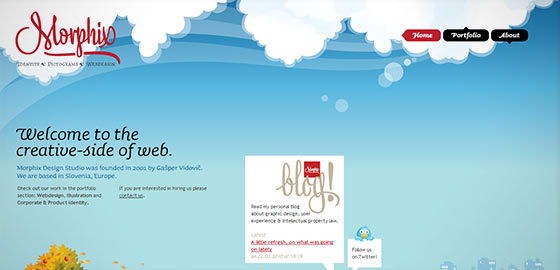 Morphix
Identity Pictograms Webdesign
Home
Portfolio
About
Welcome to the
creative-side of web.
Morphix Design Studio was founded in 2001 by Gašper Vidovič.
We are based in Slovenia, Europe.
Check out our work in the portfolio
section: Webdesign, Illustration and
Corporate & Product Identity.
If you are interested in hiring us please
contact us.
Morphix
blog!
Read my personal blog
about graphic design, user
experience & intelectual property law.
Latest
A little refresh, on what was going
on lately
on 22.03.2010 at 18:29
Follow us
on Twitter!